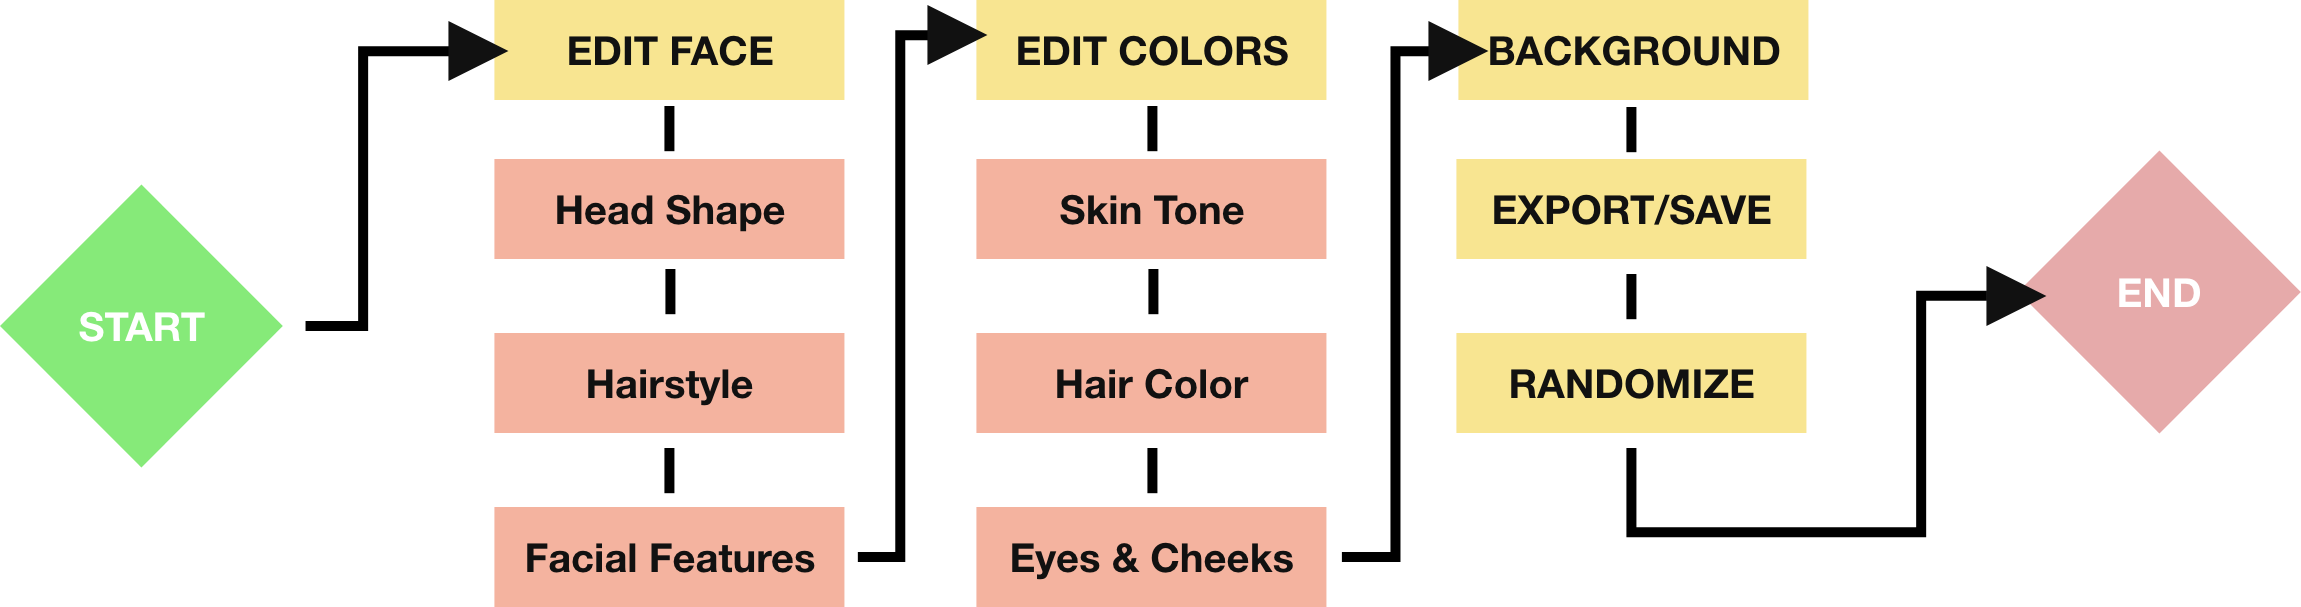 START
EDIT FACE
Head Shape
Hairstyle
Facial Features
EDIT COLORS
Skin Tone
Hair Color
Eyes & Cheeks
BACKGROUND
EXPORT/SAVE
RANDOMIZE
END